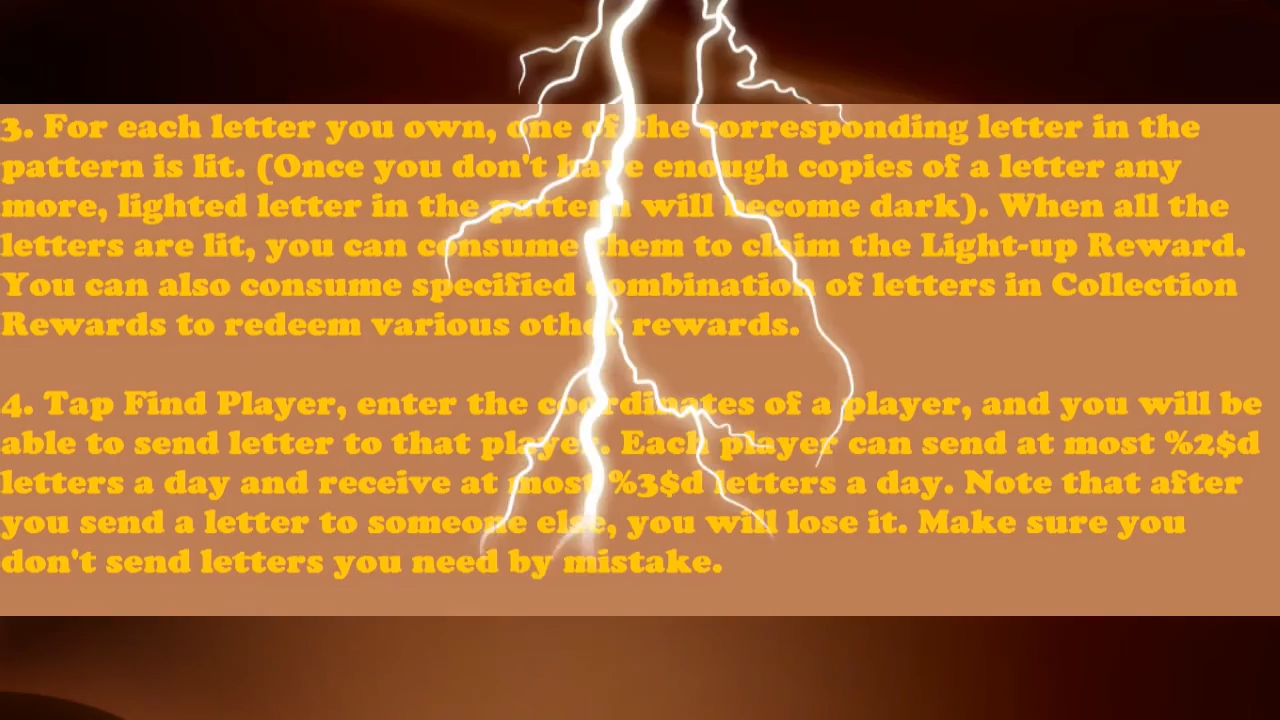 3. For each letter you own, one of the corresponding letter in the
pattern is lit. (Once you don't have enough copies of a letter any
more, lighted letter in the pattern will become dark). When all the
letters are lit, you can consume them to claim the Light-up Reward.
You can also consume specified combination of letters in Collection
Rewards to redeem various other rewards.
4. Tap Find Player, enter the coordinates of a player, and you will be
able to send letter to that player. Each player can send at most %2$d
letters a day and receive at most %3$d letters a day. Note that after
you send a letter to someone else, you will lose it. Make sure you
don't send letters you need by mistake.